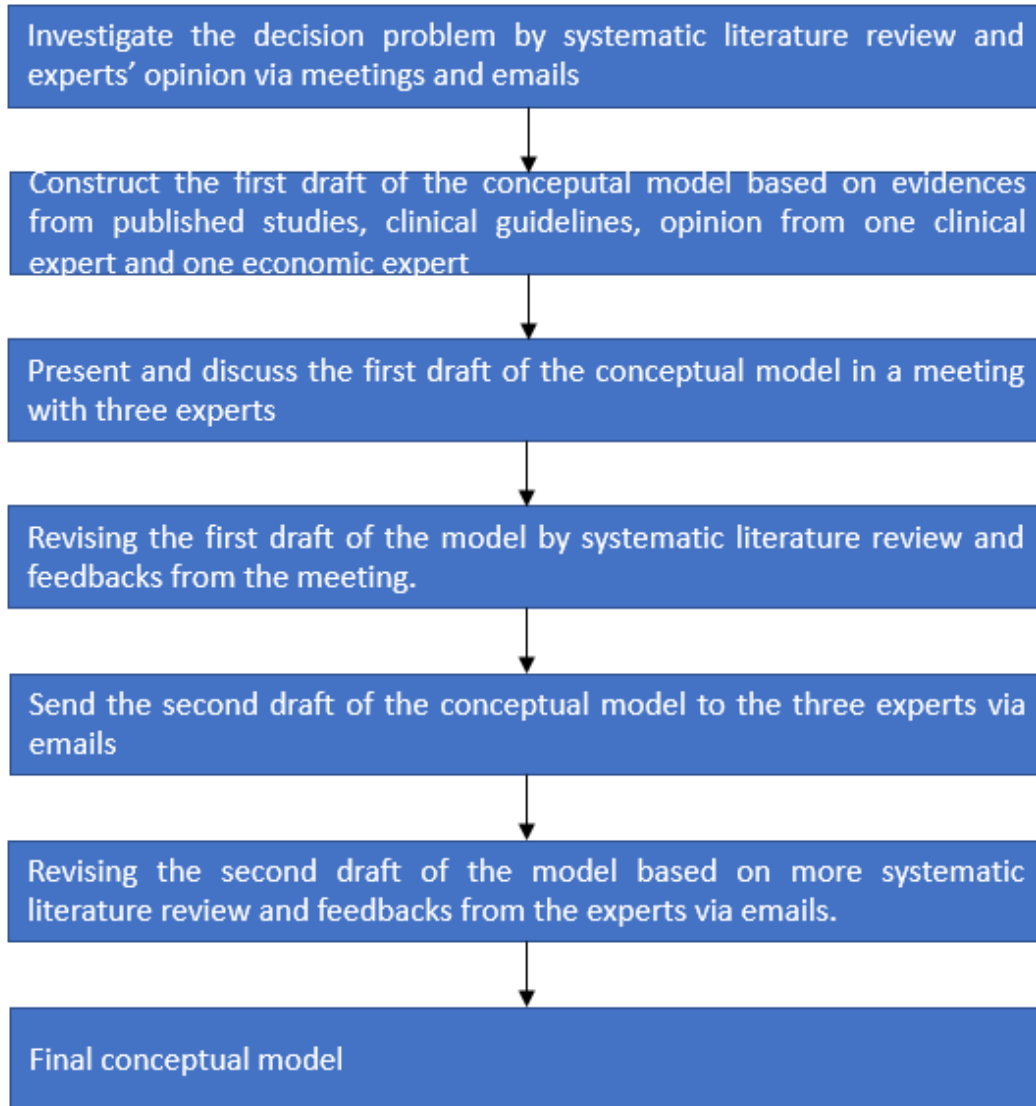 Investigate the decision problem by systematic literature review and
experts’ opinion via meetings and emails
Construct the first draft of the conceputal model based on evidences
from published studies, clinical guidelines, opinion from one clinical
expert and one economic expert
Present and discuss the first draft of the conceptual model in a meeting
with three experts
Revising the first draft of the model by systematic literature review and
feedbacks from the meeting.
Send the second draft of the conceptual model to the three experts via
emails
Revising the second draft of the model based on more systematic
literature review and feedbacks from the experts via emails.
Final conceptual model